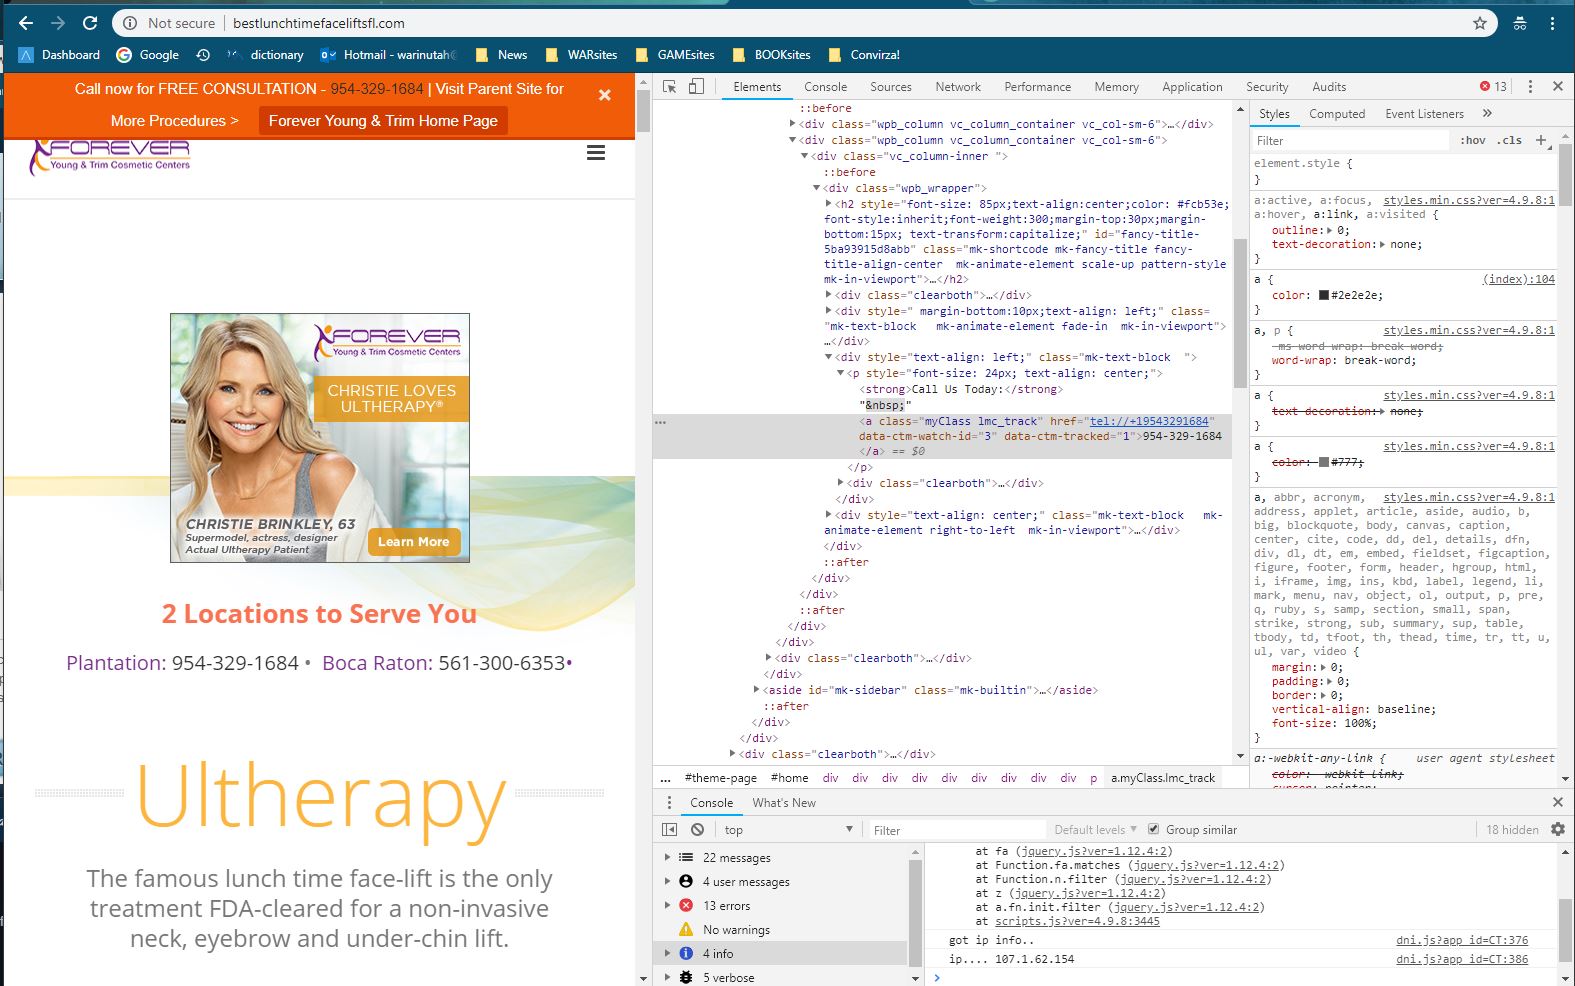 Not secure | bestlunchtimefaceliftsfl.com
Dashboard Google dictionary Hotmail - warinutah@ News WARsites GAMEsites BOOKsites Convirza!
Call now for FREE CONSULTATION - 954-329-1684 | Visit Parent Site for
More Procedures > Forever Young & Trim Home Page
FOREVER
Young & Trim Cosmetic Centers
FOREVER
Young & Trim Cosmetic Centers
CHRISTIE LOVES
ULTHERAPY®
CHRISTIE BRINKLEY, 63
Supermodel, actress, designer
Actual Ultherapy Patient
Learn More
2 Locations to Serve You
Plantation: 954-329-1684 • Boca Raton: 561-300-6353•
Ultherapy
The famous lunch time face-lift is the only
treatment FDA-cleared for a non-invasive
neck, eyebrow and under-chin lift.
Elements Console Sources Network Performance Memory Application Security Audits 13
::before
<div class="wpb_column vc_column_container vc_col-sm-6">…</div>
<div class="wpb_column vc_column_container vc_col-sm-6">
<div class="vc_column-inner ">
::before
<div class="wpb_wrapper">
<h2 style="font-size: 85px;text-align:center;color: #fcb53e;
font-style:inherit;font-weight:300;margin-top:30px;margin-
bottom:15px; text-transform:capitalize;" id="fancy-title-
5ba93915d8abb" class="mk-shortcode mk-fancy-title fancy-
title-align-center  mk-animate-element scale-up pattern-style
mk-in-viewport">…</h2>
<div class="clearboth">…</div>
<div style=" margin-bottom:10px;text-align: left;" class=
"mk-text-block   mk-animate-element fade-in  mk-in-viewport">
…</div>
<div style="text-align: left;" class="mk-text-block  ">
<p style="font-size: 24px; text-align: center;">
<strong>Call Us Today:</strong>
"&nbsp;"
<a class="myClass lmc_track" href="tel://+19543291684"
data-ctm-watch-id="3" data-ctm-tracked="1">954-329-1684
</a> == $0
</p>
<div class="clearboth">…</div>
</div>
<div style="text-align: center;" class="mk-text-block   mk-
animate-element right-to-left  mk-in-viewport">…</div>
</div>
::after
</div>
</div>
::after
</div>
</div>
<div class="clearboth">…</div>
</div>
<aside id="mk-sidebar" class="mk-builtin">…</aside>
::after
</div>
</div>
<div class="clearboth">…</div>
... #theme-page #home div div div div div div div div div p a.myClass.lmc_track
Styles Computed Event Listeners »
Filter :hov .cls +
element.style {
}
a:active, a:focus, styles.min.css?ver=4.9.8:1
a:hover, a:link, a:visited {
outline: 0;
text-decoration: none;
}
a { (index):104
color: #2e2e2e;
}
a, p { styles.min.css?ver=4.9.8:1
-ms-word-wrap: break-word;
word-wrap: break-word;
}
a { styles.min.css?ver=4.9.8:1
text-decoration: none;
}
a { styles.min.css?ver=4.9.8:1
color: #777;
}
a, abbr, acronym, styles.min.css?ver=4.9.8:1
address, applet, article, aside, audio, b,
big, blockquote, body, canvas, caption,
center, cite, code, dd, del, details, dfn,
div, dl, dt, em, embed, fieldset, figcaption,
figure, footer, form, header, hgroup, html,
i, iframe, img, ins, kbd, label, legend, li,
mark, menu, nav, object, ol, output, p, pre,
q, ruby, s, samp, section, small, span,
strike, strong, sub, summary, sup, table,
tbody, td, tfoot, th, thead, time, tr, tt, u,
ul, var, video {
margin: 0;
padding: 0;
border: 0;
vertical-align: baseline;
font-size: 100%;
}
a:-webkit-any-link { user agent stylesheet
color: -webkit-link;
cursor: pointer;
Console What's New
top Filter Default levels Group similar 18 hidden
22 messages
4 user messages
13 errors
No warnings
4 info
5 verbose
at fa (jquery.js?ver=1.12.4:2)
at Function.fa.matches (jquery.js?ver=1.12.4:2)
at Function.n.filter (jquery.js?ver=1.12.4:2)
at z (jquery.js?ver=1.12.4:2)
at a.fn.init.filter (jquery.js?ver=1.12.4:2)
at scripts.js?ver=4.9.8:3445
got ip info.. dni.js?app_id=CT:376
ip.... 107.1.62.154 dni.js?app_id=CT:386